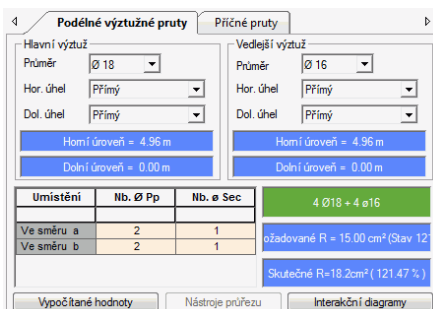 Podélné výztužné pruty
Příčné pruty
Hlavní výztuž
Průměr Ø 18
Hor. úhel Přímý
Dol. úhel Přímý
Horní úroveň = 4.96 m
Dolní úroveň = 0.00 m
Vedlejší výztuž
Průměr Ø 16
Hor. úhel Přímý
Dol. úhel Přímý
Horní úroveň = 4.96 m
Dolní úroveň = 0.00 m
Umístění Nb. Ø Pp Nb. ø Sec
Ve směru a 2 1
Ve směru b 2 1
4 Ø18 + 4 ø16
ožadované R = 15.00 cm² (Stav 12
Skutečné R=18.2cm² ( 121.47 % )
Vypočítané hodnoty
Nástroje průřezu
Interakční diagramy